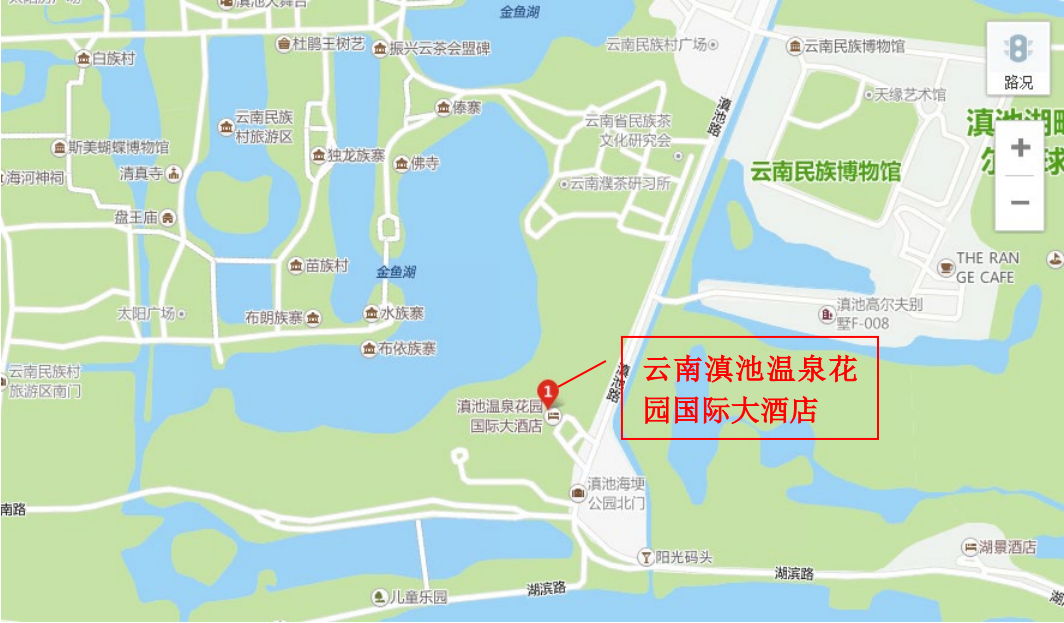 滇池大舞台
金鱼湖
杜鹃王树艺
振兴云茶会盟碑
云南民族村广场
云南民族博物馆
白族村
路况
天缘艺术馆
傣寨
滇池路
云南民族
村旅游区
云南省民族茶
文化研究会
斯美蝴蝶博物馆
独龙族寨
佛寺
云南民族博物馆
清真寺
海河神祠
云南濮茶研习所
盘王庙
苗族村
金鱼湖
THE RAN
GE CAFE
太阳广场
布朗族寨
水族寨
滇池高尔夫别
墅F-008
布依族寨
云南民族村
旅游区南门
1
滇池路
云南滇池温泉花
园国际大酒店
滇池温泉花园
国际大酒店
滇池海埂
公园北门
南路
阳光码头
湖景酒店
湖滨路
湖滨路
儿童乐园